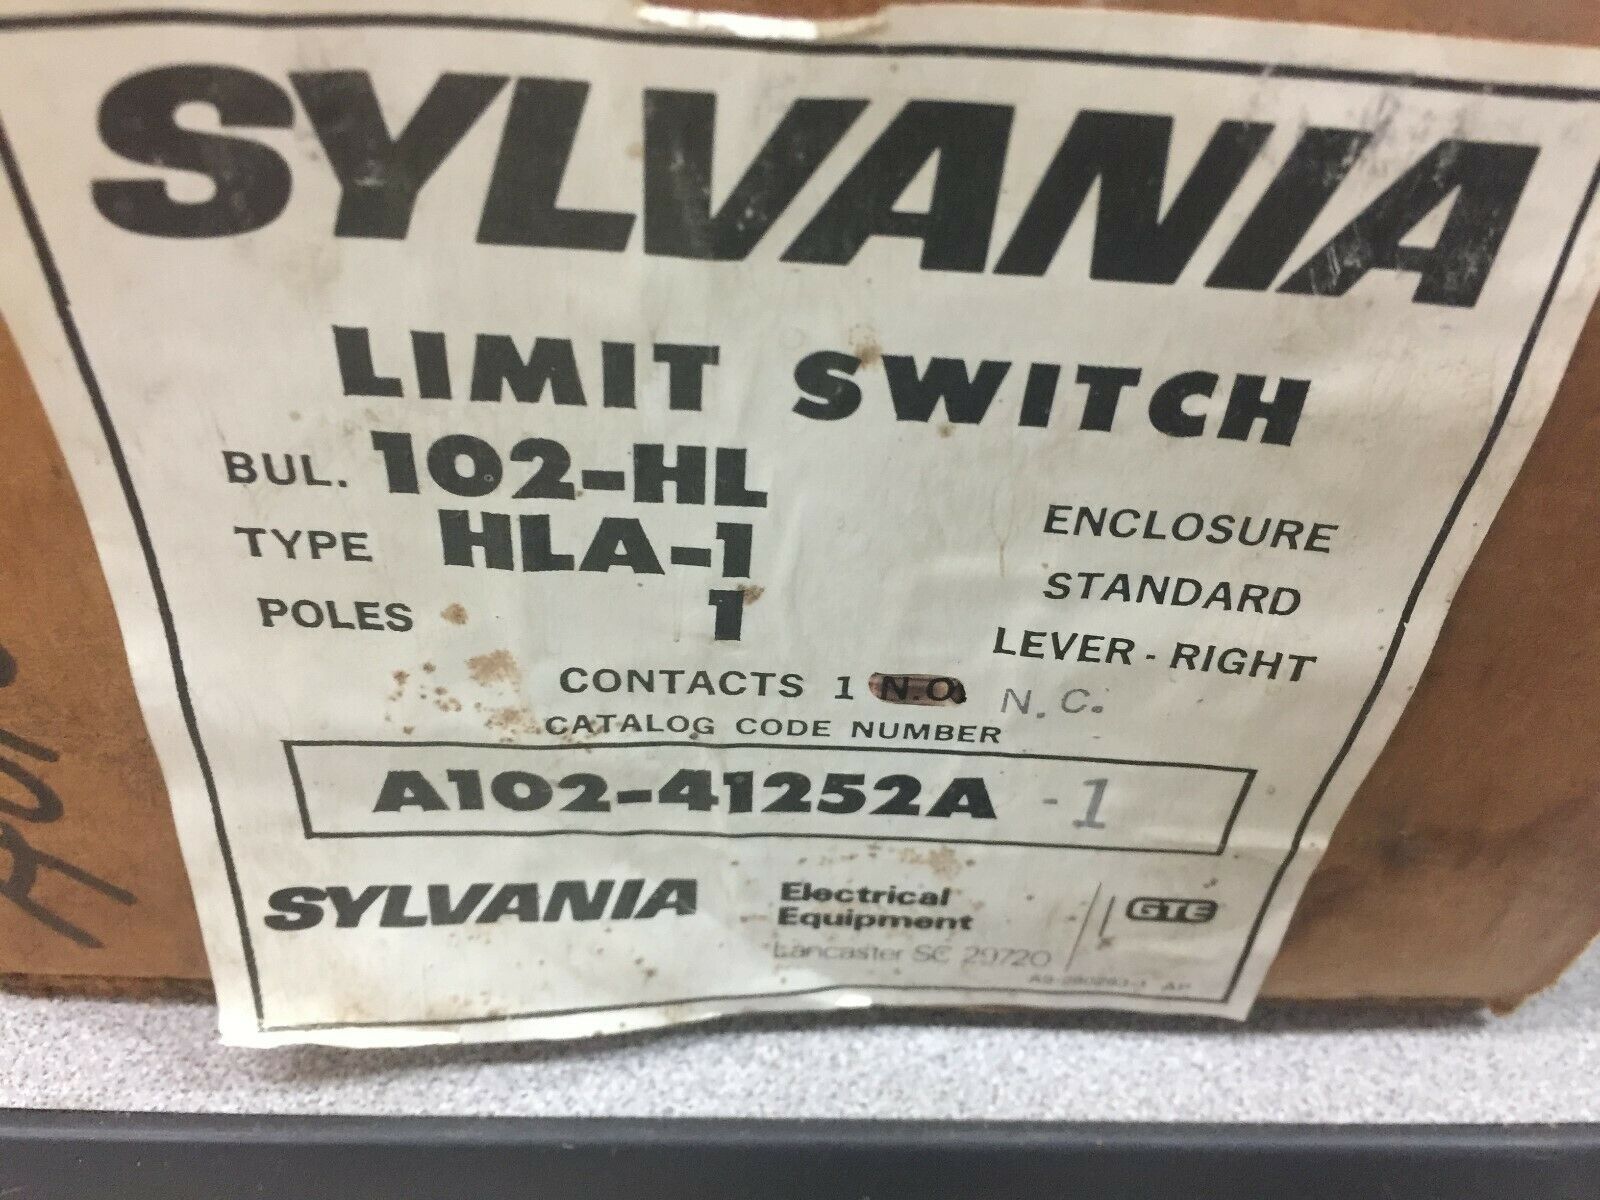 SYLVANIA
LIMIT SWITCH
BUL. 102-HL
TYPE HLA-1
POLES 1
ENCLOSURE
STANDARD
LEVER - RIGHT
CONTACTS 1 N.O. N.C.
CATALOG CODE NUMBER
A102-41252A -1
SYLVANIA
Electrical
Equipment
Lancaster SC 29720
GTE